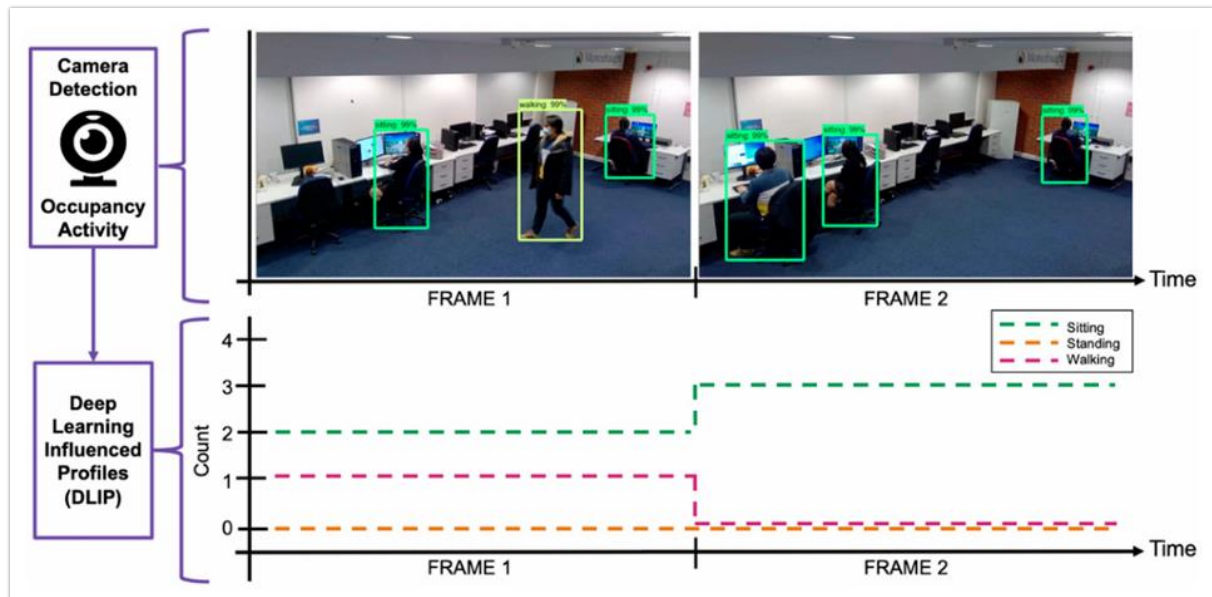 Camera
Detection
Occupancy
Activity
walking: 99%
sitting: 99%
sitting: 99%
sitting: 99%
sitting: 99%
sitting: 99%
Time
FRAME 1
FRAME 2
Deep
Learning
Influenced
Profiles
(DLIP)
Count
4
3
2
1
0
Sitting
Standing
Walking
Time
FRAME 1
FRAME 2